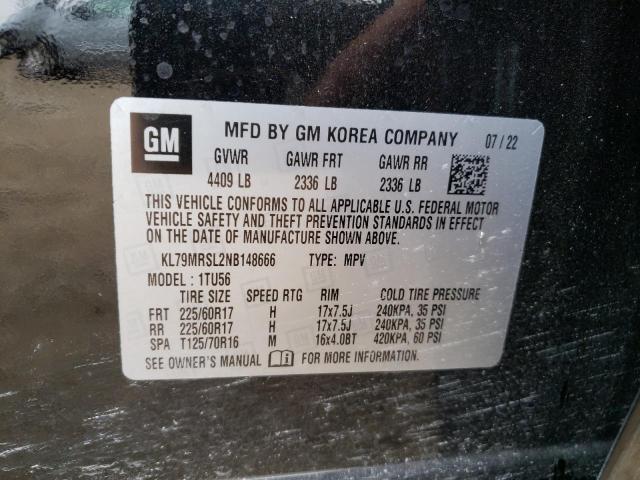 GM MFD BY GM KOREA COMPANY 07/22
GVWR GAWR FRT GAWR RR
4409 LB 2336 LB 2336 LB
THIS VEHICLE CONFORMS TO ALL APPLICABLE U.S. FEDERAL MOTOR
VEHICLE SAFETY AND THEFT PREVENTION STANDARDS IN EFFECT
ON THE DATE OF MANUFACTURE SHOWN ABOVE.
KL79MRSL2NB148666 TYPE: MPV
MODEL: 1TU56
TIRE SIZE SPEED RTG RIM COLD TIRE PRESSURE
FRT 225/60R17 H 17x7.5J 240KPA, 35 PSI
RR 225/60R17 H 17x7.5J 240KPA, 35 PSI
SPA T125/70R16 M 16x4.0BT 420KPA, 60 PSI
SEE OWNER'S MANUAL FOR MORE INFORMATION.